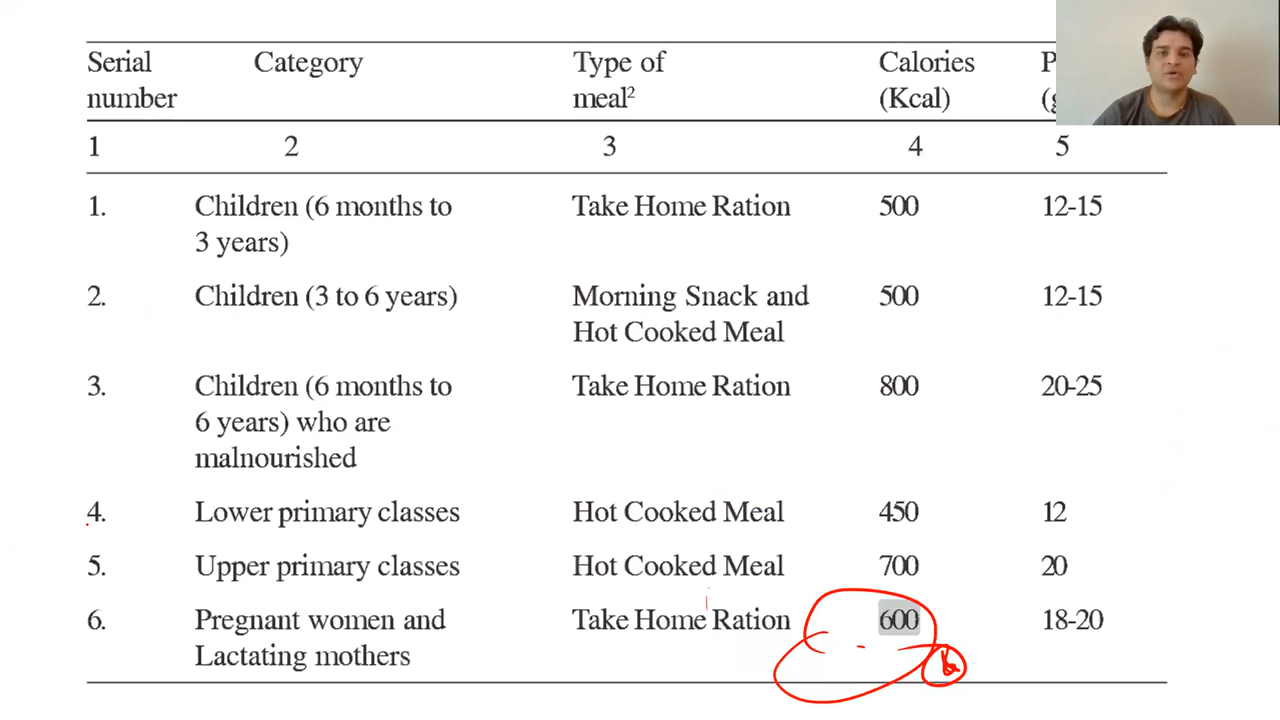 Serial Category Type of Calories P
number meal² (Kcal) (g
1 2 3 4 5
1. Children (6 months to Take Home Ration 500 12-15
3 years)
2. Children (3 to 6 years) Morning Snack and 500 12-15
Hot Cooked Meal
3. Children (6 months to Take Home Ration 800 20-25
6 years) who are
malnourished
4. Lower primary classes Hot Cooked Meal 450 12
5. Upper primary classes Hot Cooked Meal 700 20
6. Pregnant women and Take Home Ration 600 18-20
Lactating mothers